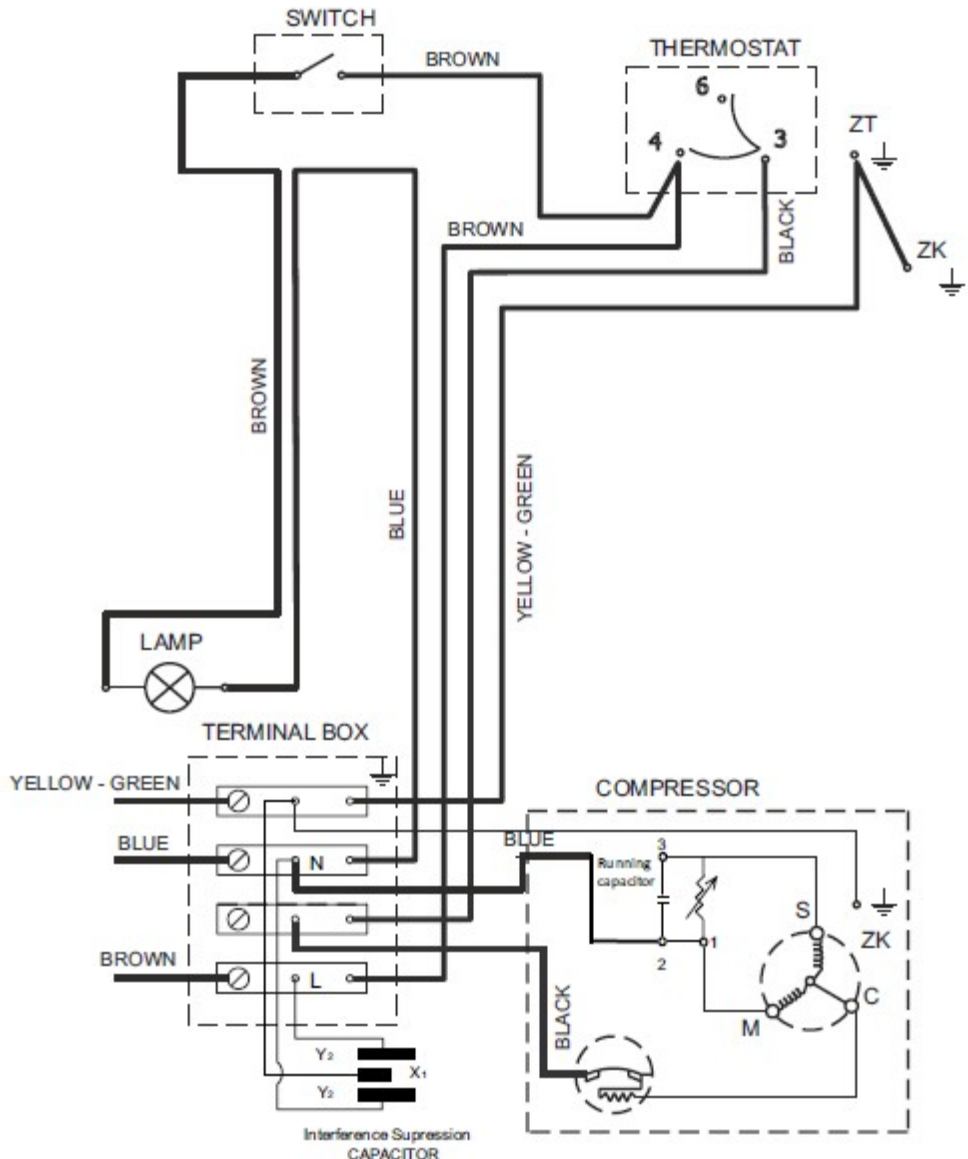 SWITCH
BROWN
THERMOSTAT
6
4
3
ZT
ZK
BROWN
BLACK
BROWN
BLUE
YELLOW - GREEN
LAMP
TERMINAL BOX
YELLOW - GREEN
BLUE
N
BROWN
L
COMPRESSOR
BLUE
Running
capacitor
3
2
1
S
ZK
M
C
BLACK
Y2
X1
Y2
Interference Supression
CAPACITOR